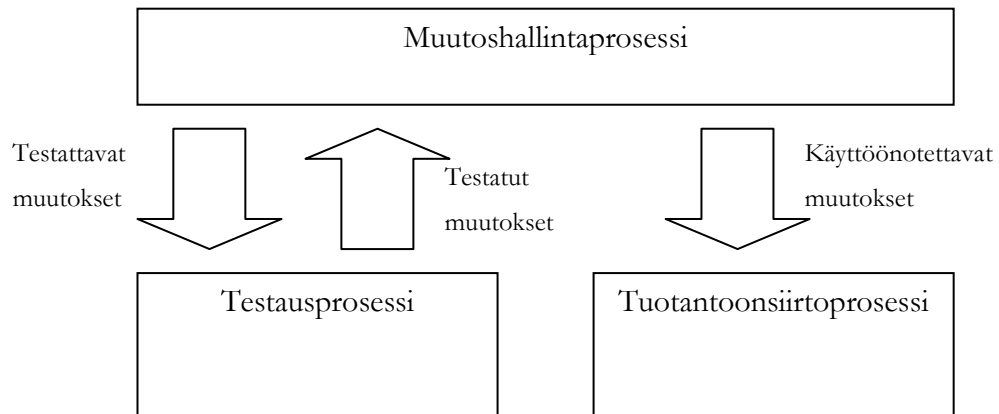 Muutoshallintaprosessi
Testattavat
muutokset
Testatut
muutokset
Käyttöönotettavat
muutokset
Testausprosessi
Tuotantoonsiirtoprosessi